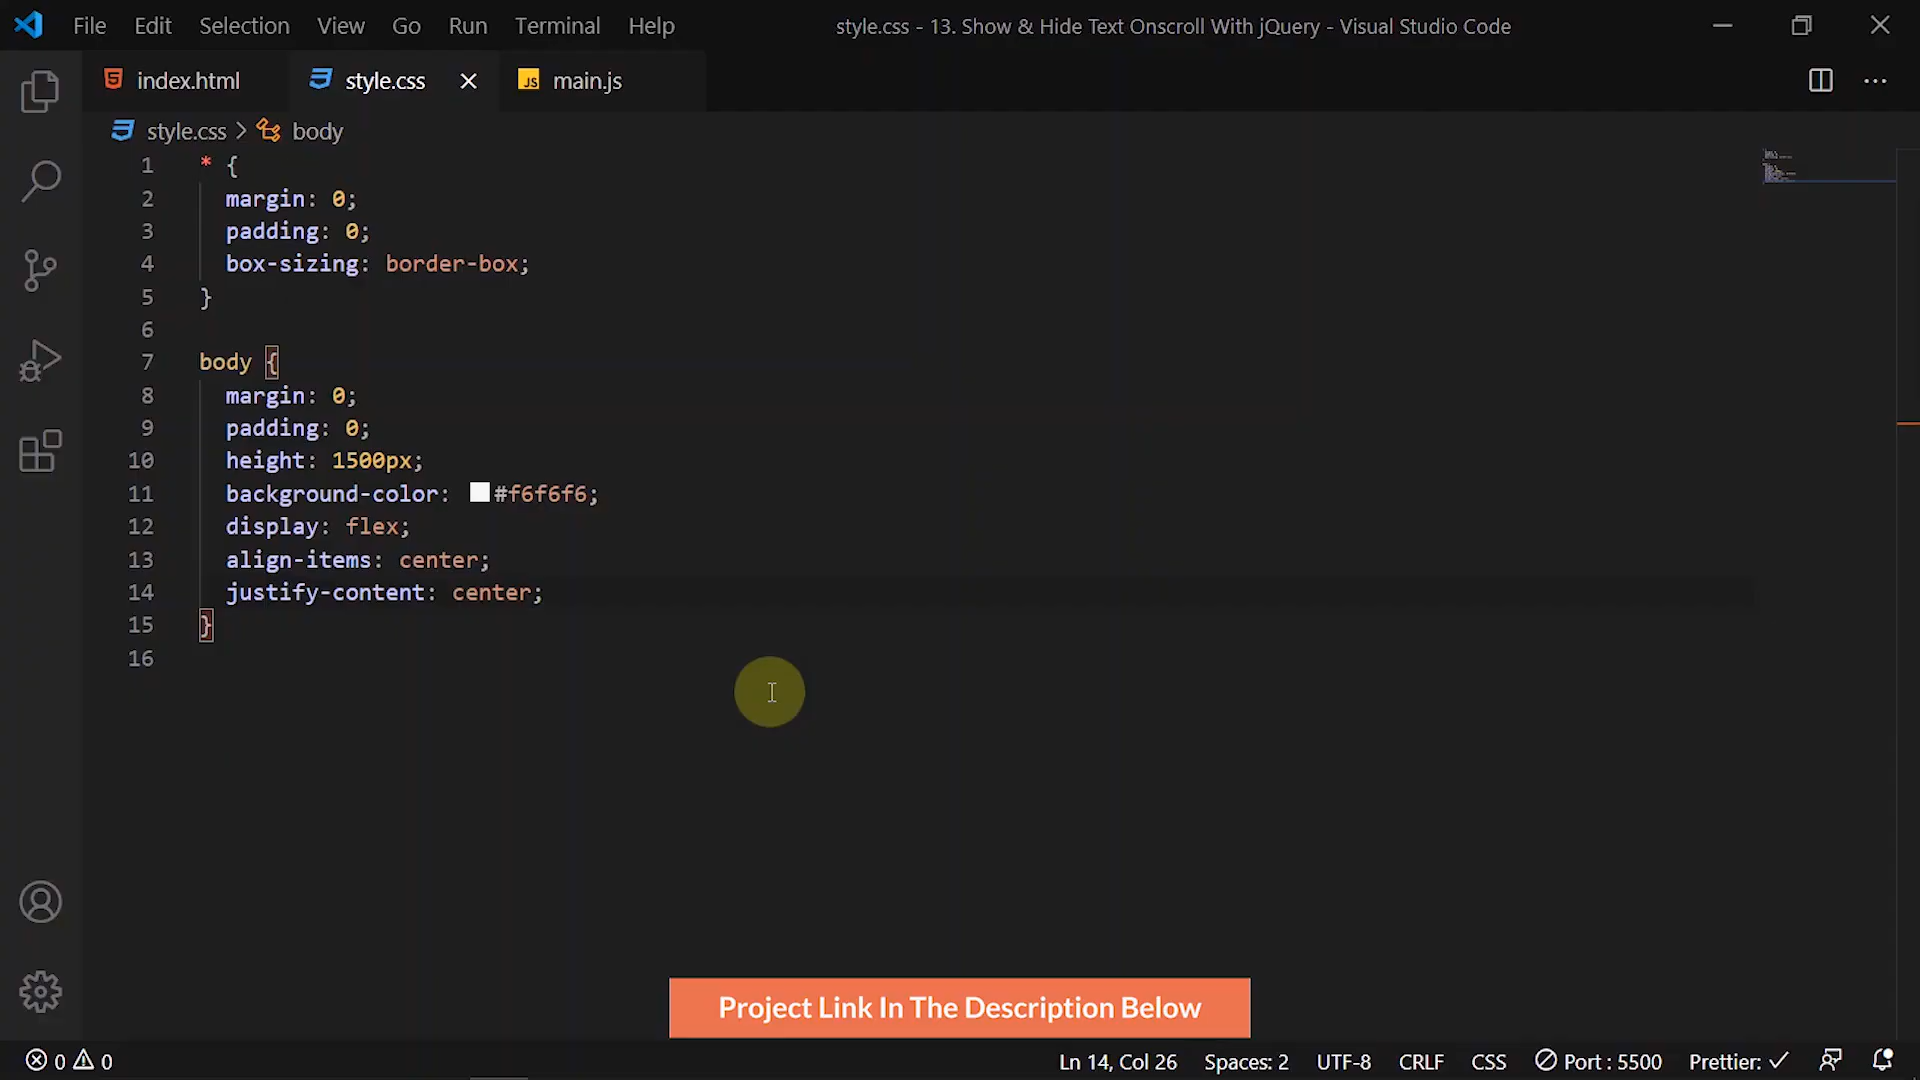 File Edit Selection View Go Run Terminal Help style.css - 13. Show & Hide Text Onscroll With jQuery - Visual Studio Code
index.html style.css JS main.js
style.css > body
1 * {
2 margin: 0;
3 padding: 0;
4 box-sizing: border-box;
5 }
6
7 body {
8 margin: 0;
9 padding: 0;
10 height: 1500px;
11 background-color: #f6f6f6;
12 display: flex;
13 align-items: center;
14 justify-content: center;
15 }
16
Project Link In The Description Below
0 0 Ln 14, Col 26 Spaces: 2 UTF-8 CRLF CSS Port : 5500 Prettier: ✓